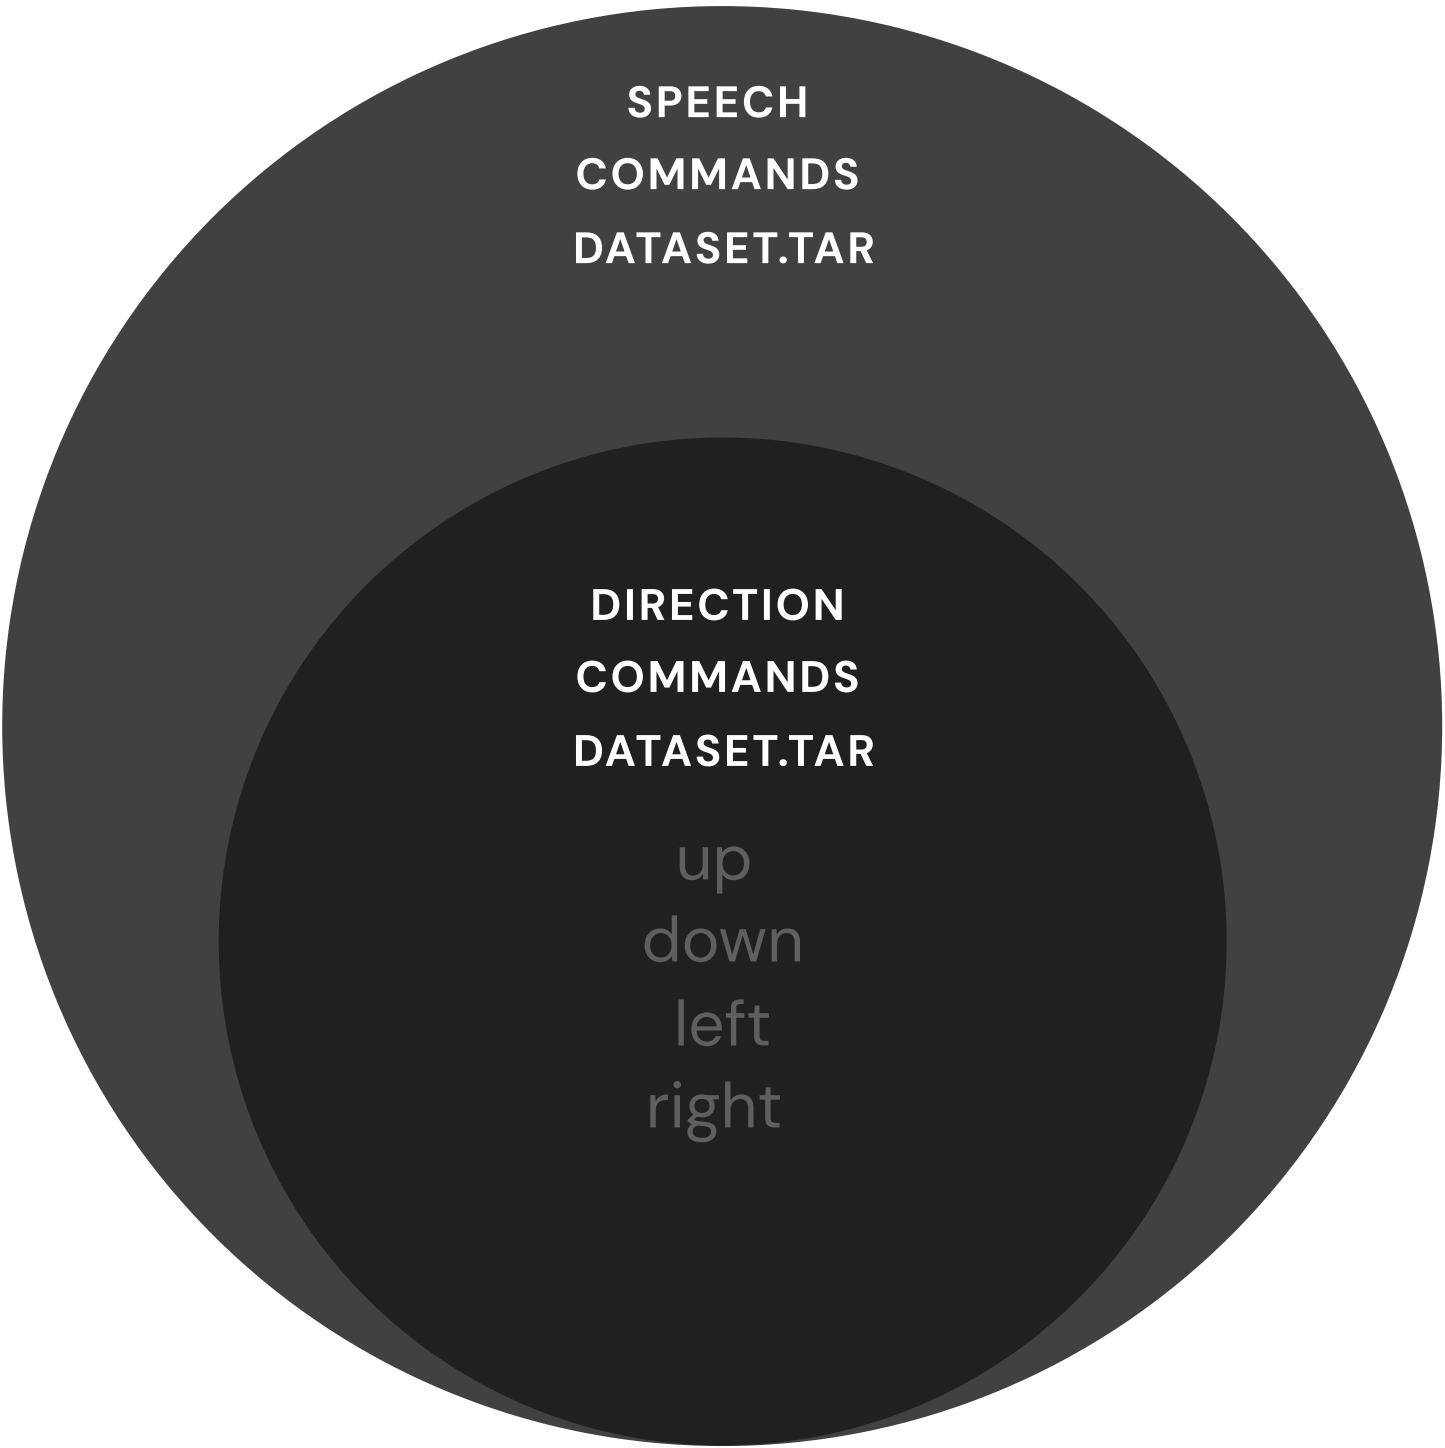 SPEECH
COMMANDS
DATASET.TAR
DIRECTION
COMMANDS
DATASET.TAR
up
down
left
right